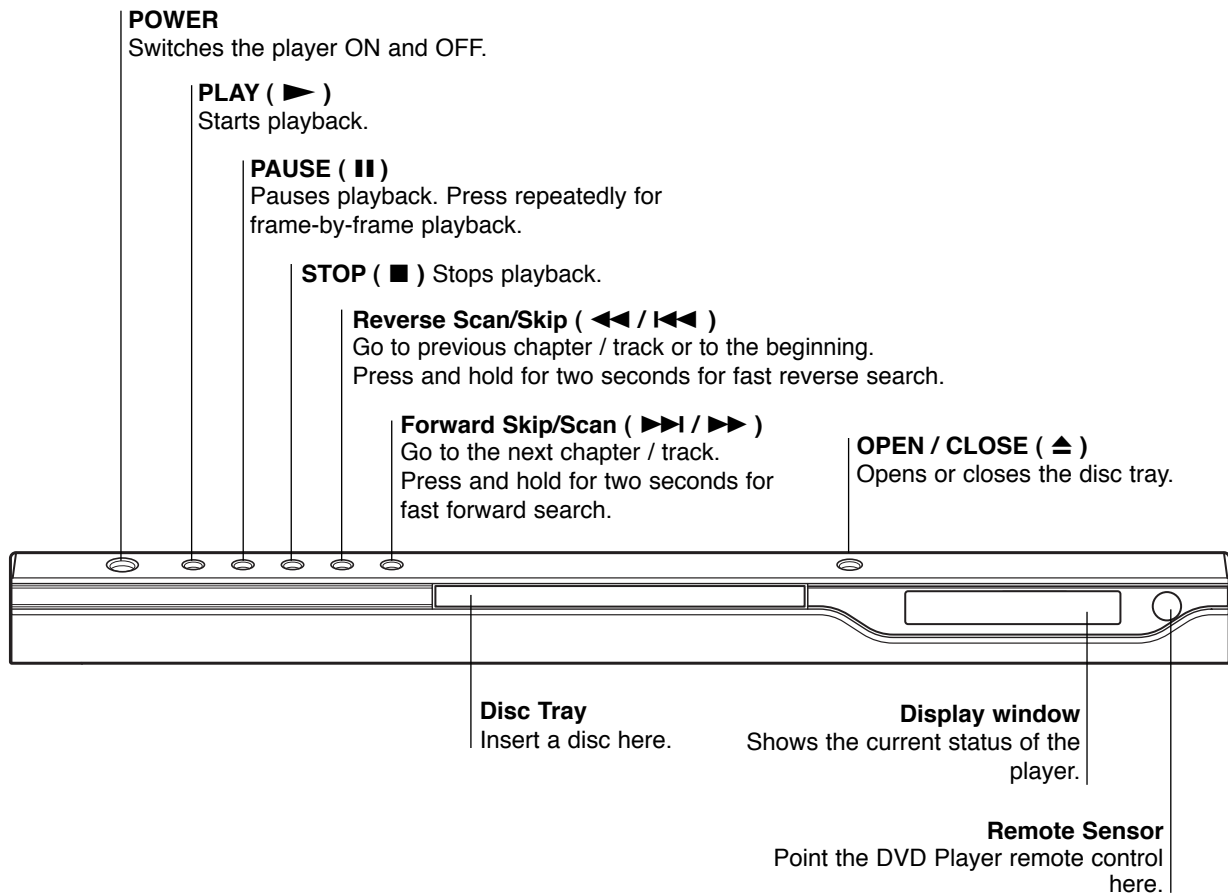 POWER
Switches the player ON and OFF.
PLAY ( ► )
Starts playback.
PAUSE ( ❚❚ )
Pauses playback. Press repeatedly for
frame-by-frame playback.
STOP ( ■ ) Stops playback.
Reverse Scan/Skip ( ◄◄ / I◄◄ )
Go to previous chapter / track or to the beginning.
Press and hold for two seconds for fast reverse search.
Forward Skip/Scan ( ►►I / ►► )
Go to the next chapter / track.
Press and hold for two seconds for
fast forward search.
OPEN / CLOSE ( ⏏ )
Opens or closes the disc tray.
Disc Tray
Insert a disc here.
Display window
Shows the current status of the
player.
Remote Sensor
Point the DVD Player remote control
here.